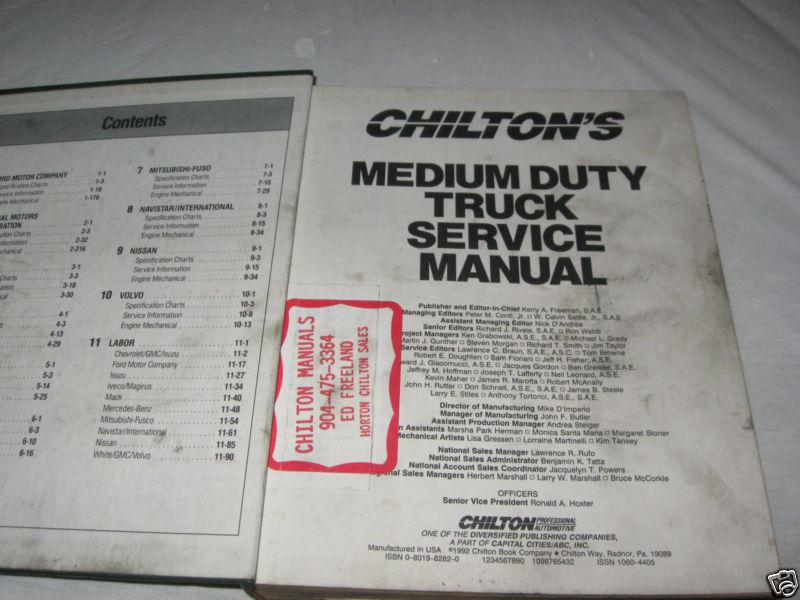 Contents
ORD MOTOR COMPANY 1-1
Specification Charts 1-3
Service Information 1-18
Engine Mechanical 1-176
2-1
2-3
2-32
2-316
3-1
3-3
3-18
3-30
4-1
4-3
4-13
4-29
5-1
5-3
5-14
5-25
6-1
6-3
6-10
6-16
7 MITSUBISHI-FUSO 7-1
Specification Charts 7-3
Service Information 7-15
Engine Mechanical 7-29
8 NAVISTAR/INTERNATIONAL 8-1
Specification Charts 8-3
Service Information 8-15
Engine Mechanical 8-34
9 NISSAN 9-1
Specification Charts 9-3
Service Information 9-15
Engine Mechanical 9-34
10 VOLVO 10-1
Specification Charts 10-3
Service Information 10-8
Engine Mechanical 10-13
11 LABOR 11-1
Chevrolet/GMC/Isuzu 11-2
Ford Motor Company 11-17
Isuzu 11-27
Iveco/Magirus 11-34
Mack 11-40
Mercedes-Benz 11-48
Mitsubishi-Fusco 11-54
Navistar/International 11-61
Nissan 11-85
White/GMC/Volvo 11-90
CHILTON'S
MEDIUM DUTY
TRUCK
SERVICE
MANUAL
Publisher and Editor-In-Chief Kerry A. Freeman, S.A.E.
Managing Editors Peter M. Conti, Jr. □ W. Calvin Settle, Jr., S.A.E.
Assistant Managing Editor Nick D'Andrea
Senior Editors Richard J. Rivele, S.A.E. □ Ron Webb
Project Managers Ken Grabowski, A.S.E., S.A.E. □ Michael L. Grady
Martin J. Gunther □ Steven Morgan □ Richard T. Smith □ Jim Taylor
Service Editors Lawrence C. Braun, S.A.E., A.S.C. □ Tom Browne
Robert E. Doughten □ Sam Fiorani □ Jeff H. Fisher, A.S.E.
ward J. Giacomucci, A.S.E. □ Jacques Gordon □ Ben Greisler, S.A.E.
Jeffrey M. Hoffman □ Joseph T. Lafferty □ Neil Leonard, A.S.E.
Kevin Maher □ James R. Marotta □ Robert McAnally
John H. Rutter □ Don Schnell, A.S.E., S.A.E. □ James B. Steele
Larry E. Stiles □ Anthony Tortorici, A.S.E., S.A.E.
Director of Manufacturing Mike D'Imperio
Manager of Manufacturing John F. Butler
Assistant Production Manager Andrea Steiger
n Assistants Marsha Park Herman □ Monica Santa Maria □ Margaret Stoner
Mechanical Artists Lisa Gressen □ Lorraine Martinelli □ Kim Tansey
National Sales Manager Lawrence R. Rufo
National Sales Administrator Benjamin K. Tatta
National Account Sales Coordinator Jacquelyn T. Powers
gional Sales Managers Herbert Marshall □ Larry W. Marshall □ Bruce McCorkle
OFFICERS
Senior Vice President Ronald A. Hoxter
CHILTON PROFESSIONAL AUTOMOTIVE
ONE OF THE DIVERSIFIED PUBLISHING COMPANIES,
A PART OF CAPITAL CITIES/ABC, INC.
Manufactured in USA ©1992 Chilton Book Company ● Chilton Way, Radnor, Pa. 19089
ISBN 0-8019-8282-0 1234567890 1098765432 ISSN 1060-4405
CHILTON MANUALS
904-475-3364
ED FREELAND
HORTON CHILTON SALES